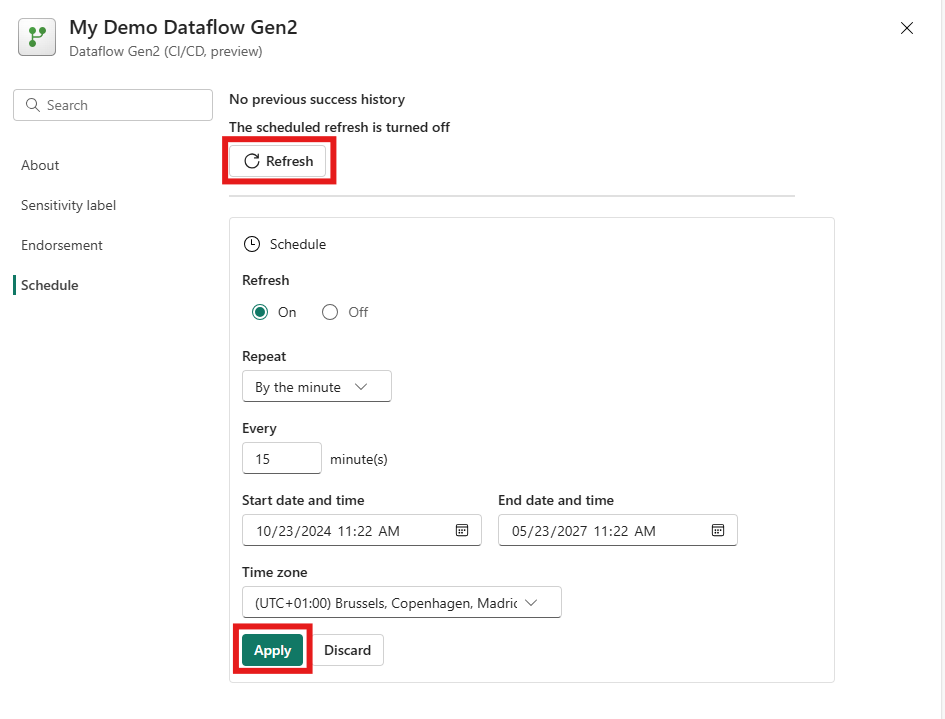 My Demo Dataflow Gen2
Dataflow Gen2 (CI/CD, preview)
Search
About
Sensitivity label
Endorsement
Schedule
No previous success history
The scheduled refresh is turned off
Refresh
Schedule
Refresh
On Off
Repeat
By the minute
Every
15 minute(s)
Start date and time End date and time
10/23/2024 11:22 AM 05/23/2027 11:22 AM
Time zone
(UTC+01:00) Brussels, Copenhagen, Madric
Apply Discard